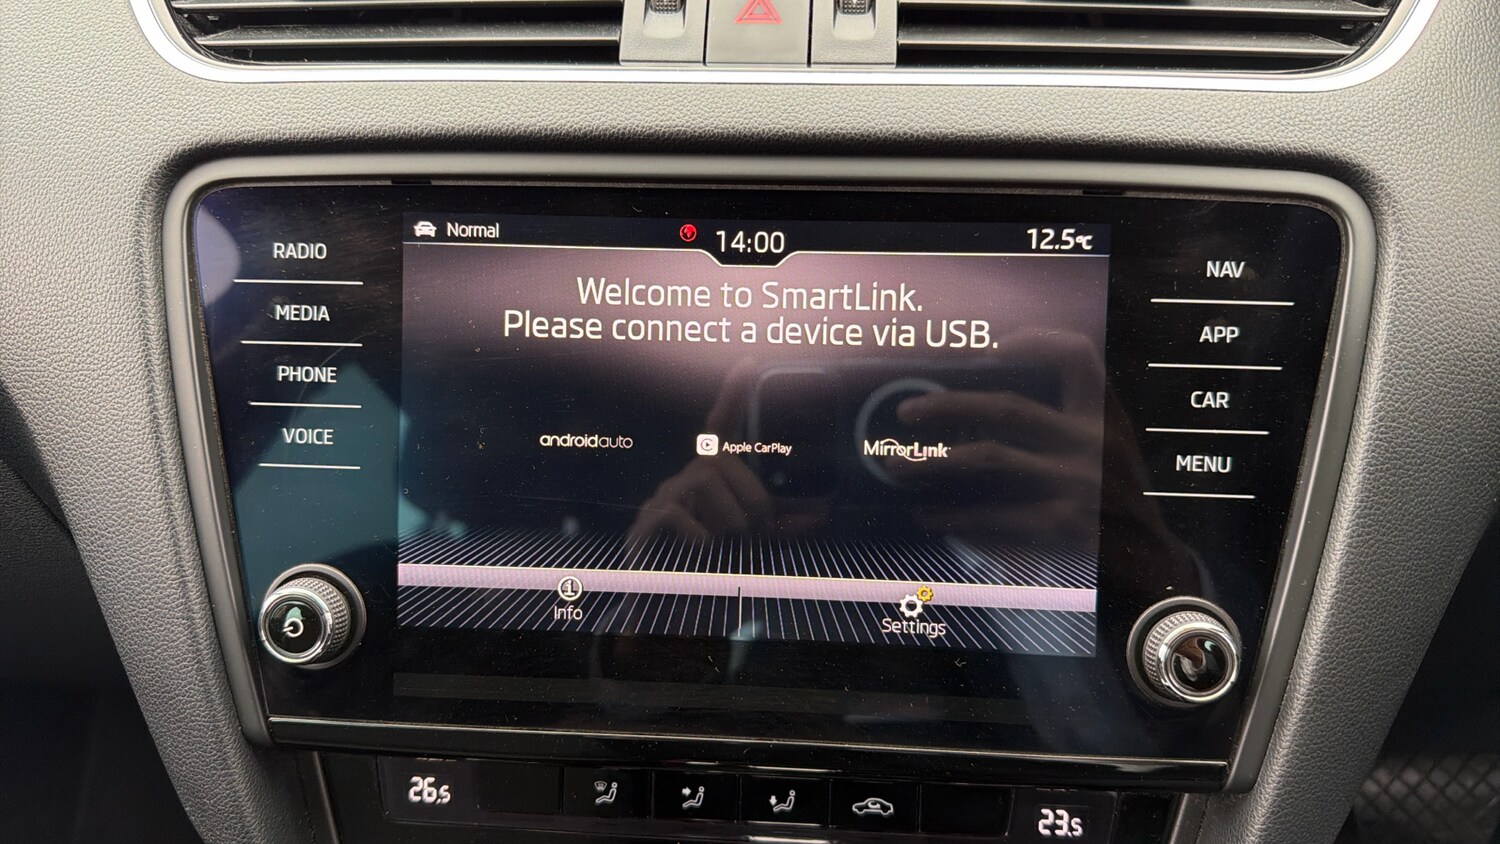 Normal
14:00
12.5°C
Welcome to SmartLink.
Please connect a device via USB.
androidauto
Apple CarPlay
MirrorLink
Info
Settings
RADIO
MEDIA
PHONE
VOICE
NAV
APP
CAR
MENU
26.5
23.5